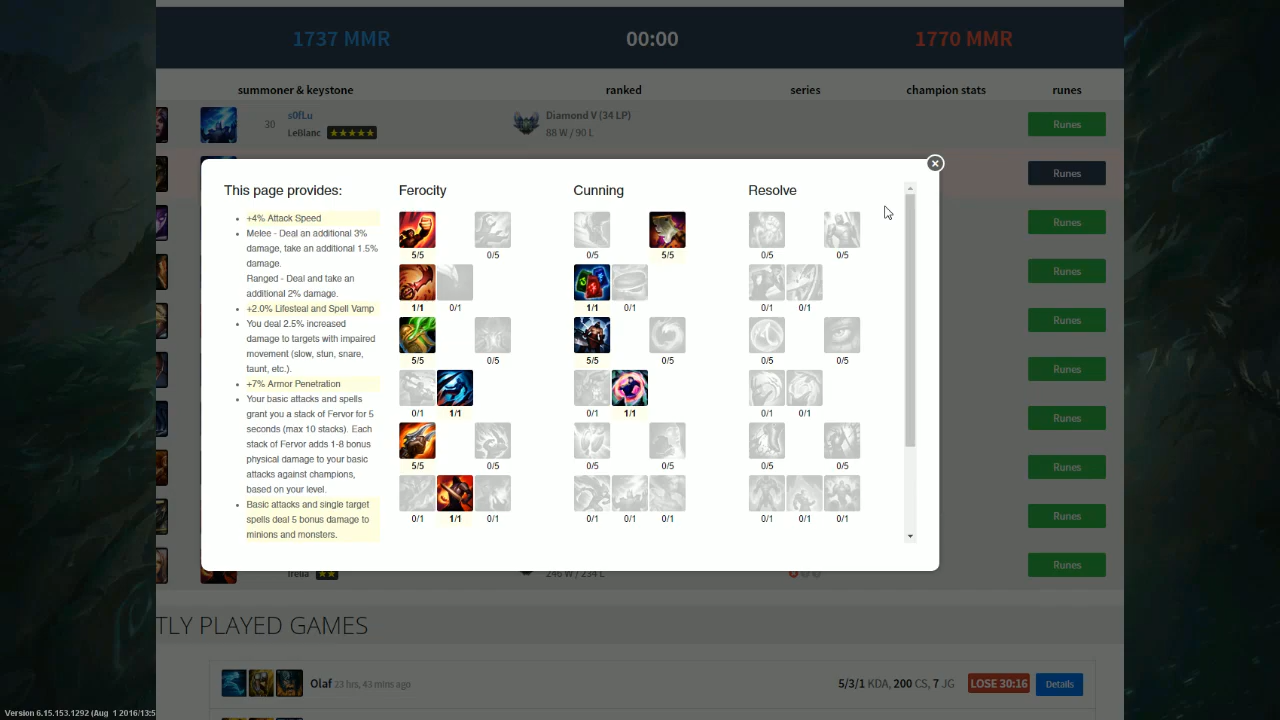 1737 MMR
00:00
1770 MMR
summoner & keystone
ranked
series
champion stats
runes
30
s0fLu
LeBlanc
★★★★★
Diamond V (34 LP)
88 W / 90 L
Runes
Runes
Runes
Runes
Runes
Runes
Runes
Runes
Runes
Runes
This page provides:
+4% Attack Speed
Melee - Deal an additional 3%
damage, take an additional 1.5%
damage.
Ranged - Deal and take an
additional 2% damage.
+2.0% Lifesteal and Spell Vamp
You deal 2.5% increased
damage to targets with impaired
movement (slow, stun, snare,
taunt, etc.).
+7% Armor Penetration
Your basic attacks and spells
grant you a stack of Fervor for 5
seconds (max 10 stacks). Each
stack of Fervor adds 1-8 bonus
physical damage to your basic
attacks against champions,
based on your level.
Basic attacks and single target
spells deal 5 bonus damage to
minions and monsters.
Ferocity
5/5 0/5
1/1 0/1
5/5 0/5
0/1 1/1
5/5 0/5
0/1 1/1 0/1
Cunning
0/5 5/5
1/1 0/1
5/5 0/5
0/1 1/1
0/5 0/5
0/1 0/1 0/1
Resolve
0/5 0/5
0/1 0/1
0/5 0/5
0/1 0/1
0/5 0/5
0/1 0/1 0/1
Irelia ★★
246 W / 234 L
TLY PLAYED GAMES
Olaf 23 hrs, 43 mins ago
5/3/1 KDA, 200 CS, 7 JG
LOSE 30:16
Details
Version 6.15.153.1292 (Aug 1 2016/13:5